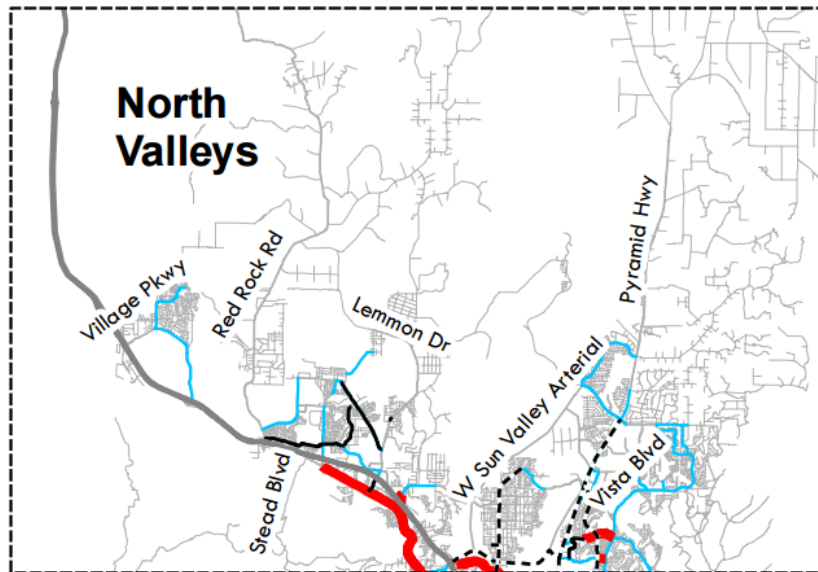 North
Valleys
Pyramid Hwy
Red Rock Rd
Village Pkwy
Lemmon Dr
W Sun Valley Arterial
Vista Blvd
Stead Blvd